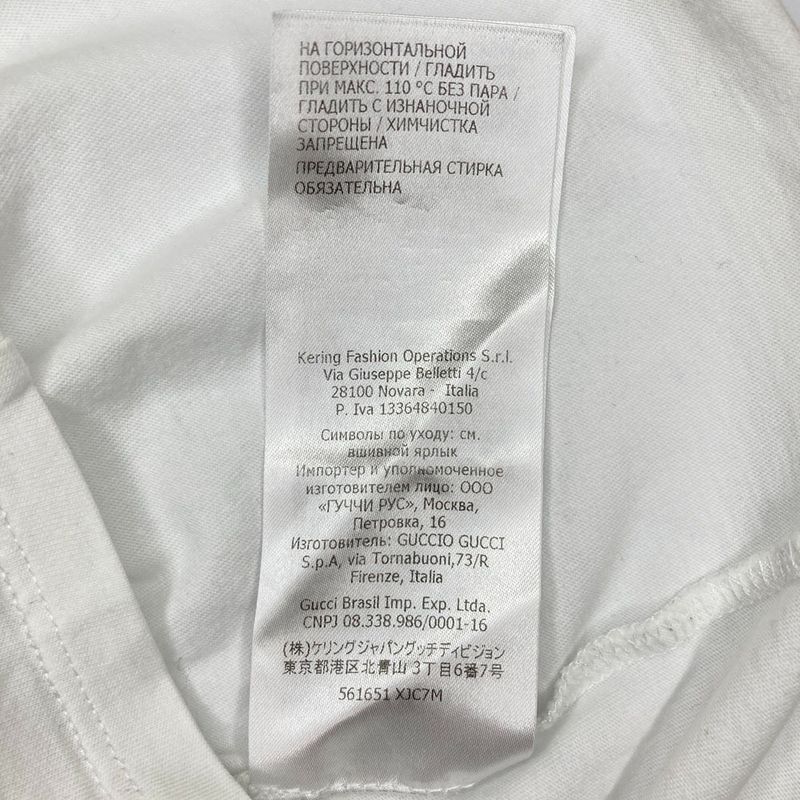 НА ГОРИЗОНТАЛЬНОЙ
ПОВЕРХНОСТИ / ГЛАДИТЬ
ПРИ МАКС. 110 °C БЕЗ ПАРА /
ГЛАДИТЬ С ИЗНАНОЧНОЙ
СТОРОНЫ / ХИМЧИСТКА
ЗАПРЕЩЕНА
ПРЕДВАРИТЕЛЬНАЯ СТИРКА
ОБЯЗАТЕЛЬНА
Kering Fashion Operations S.r.l.
Via Giuseppe Belletti 4/c
28100 Novara - Italia
P. Iva 13364840150
Символы по уходу: см.
вшивной ярлык
Импортер и уполномоченное
изготовителем лицо: ООО
«ГУЧЧИ РУС», Москва,
Петровка, 16
Изготовитель: GUCCIO GUCCI
S.p.A, via Tornabuoni,73/R
Firenze, Italia
Gucci Brasil Imp. Exp. Ltda.
CNPJ 08.338.986/0001-16
(株)ケリングジャパングッチディビジョン
東京都港区北青山 3丁目6番7号
561651 XJC7M